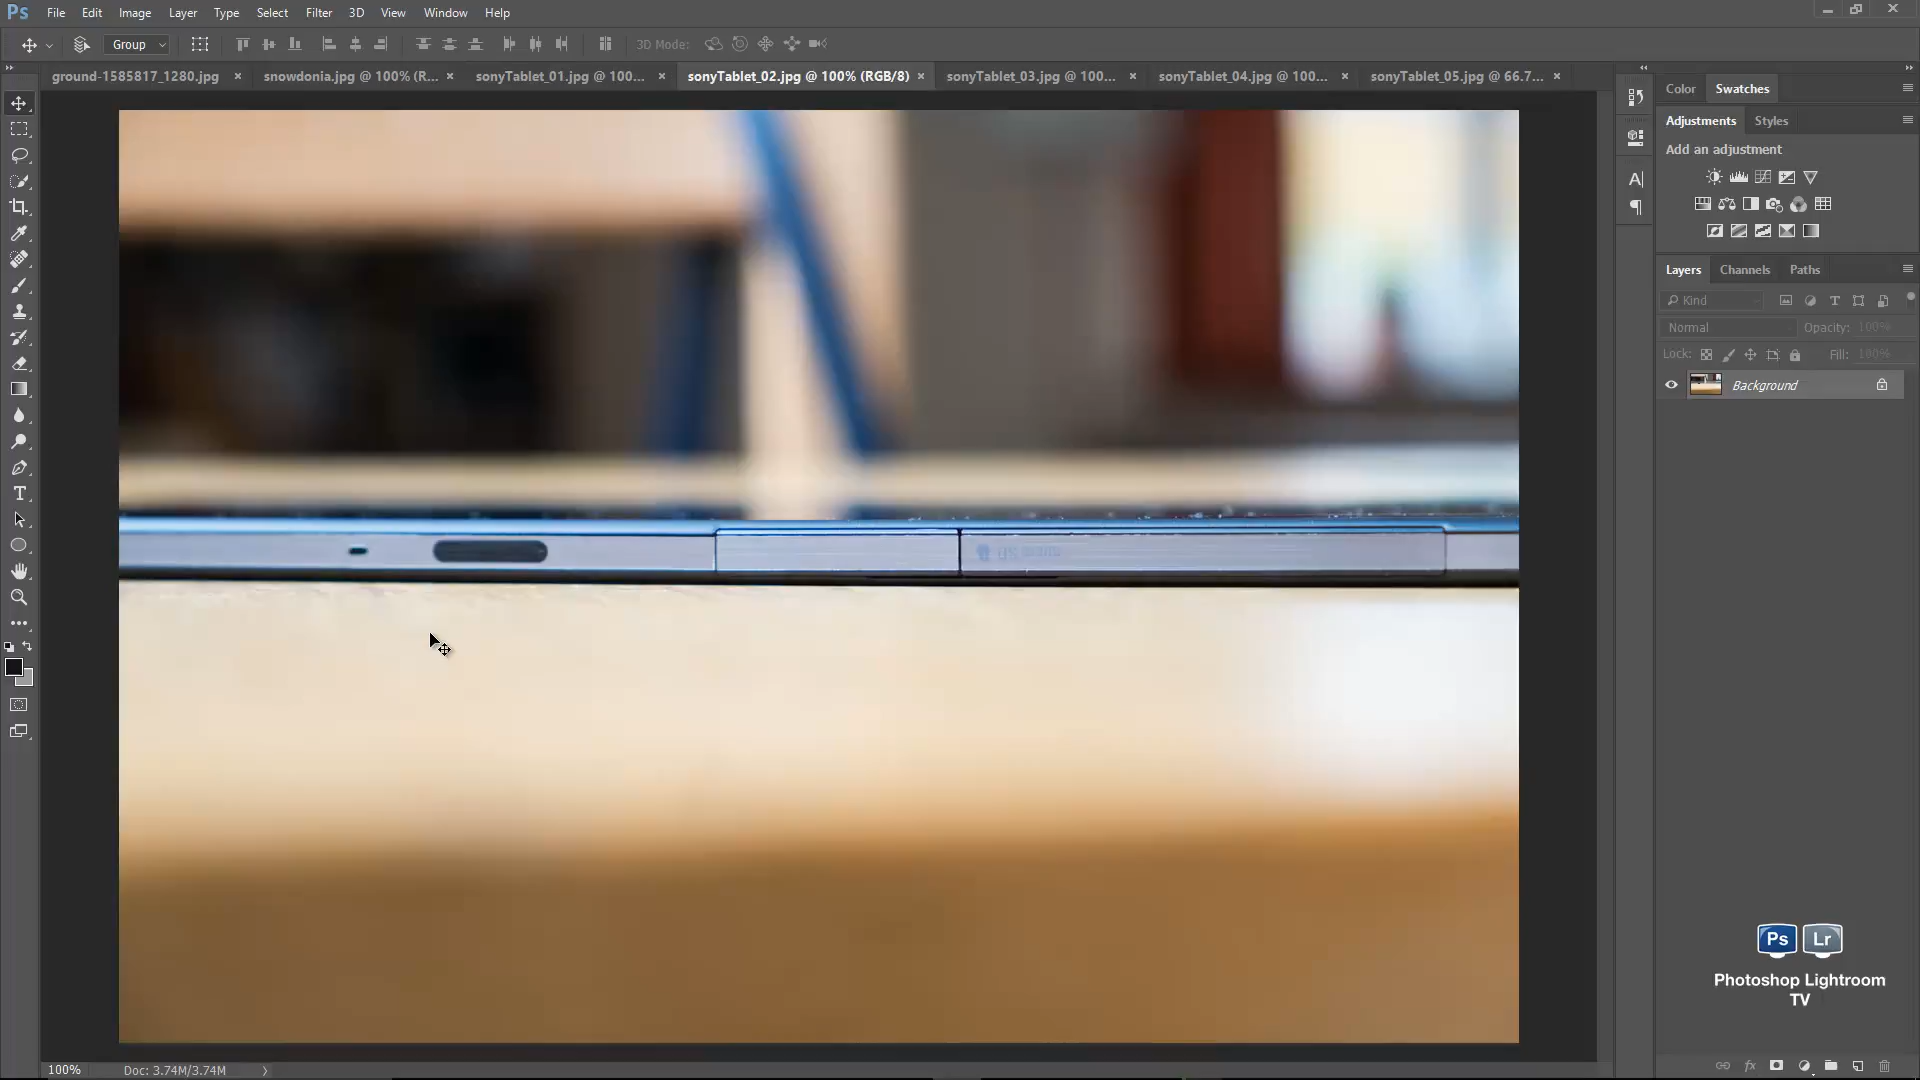 Ps File Edit Image Layer Type Select Filter 3D View Window Help
Group 3D Mode:
ground-1585817_1280.jpg × snowdonia.jpg @ 100% (R... × sonyTablet_01.jpg @ 100... × sonyTablet_02.jpg @ 100% (RGB/8) × sonyTablet_03.jpg @ 100... × sonyTablet_04.jpg @ 100... × sonyTablet_05.jpg @ 66.7... ×
Color Swatches
Adjustments Styles
Add an adjustment
Layers Channels Paths
Kind
Normal Opacity: 100%
Lock: Fill: 100%
Background
Ps Lr
Photoshop Lightroom
TV
100% Doc: 3.74M/3.74M